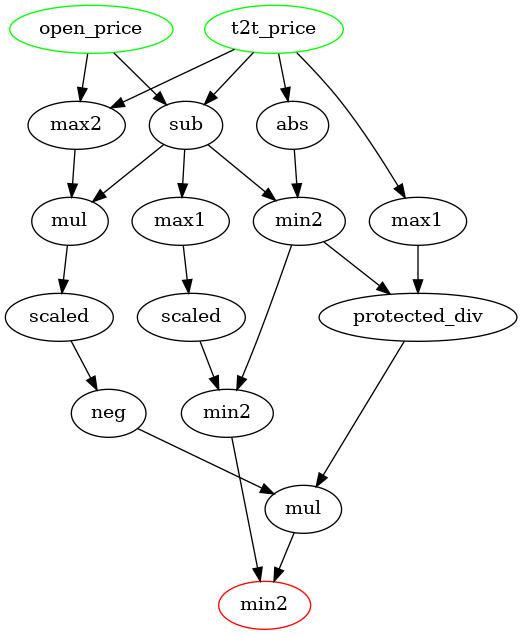 open_price
t2t_price
max2
sub
abs
mul
max1
min2
max1
scaled
scaled
protected_div
neg
min2
mul
min2